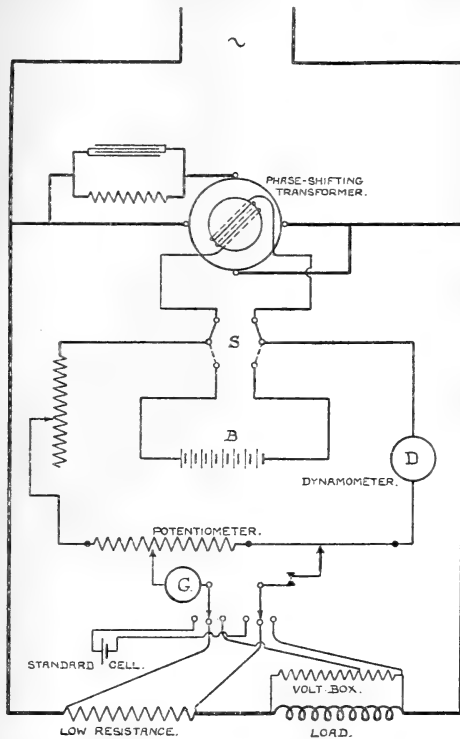 ~
PHASE-SHIFTING
TRANSFORMER.
S
B
D
DYNAMOMETER.
POTENTIOMETER.
G.
STANDARD CELL.
VOLT-BOX.
LOW RESISTANCE.
LOAD.